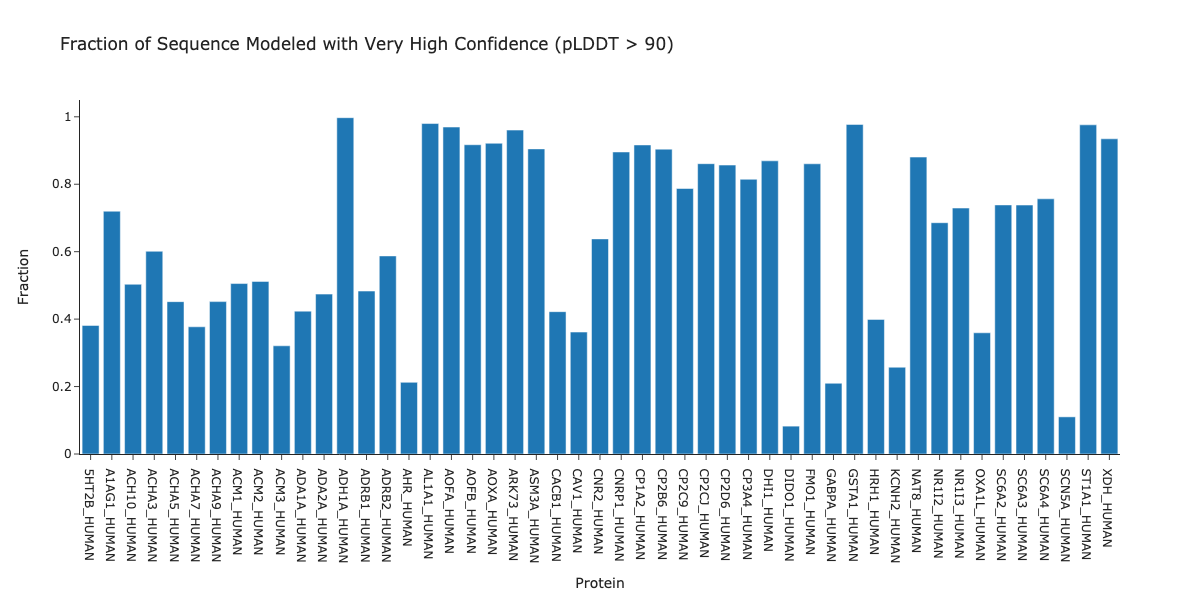 Fraction of Sequence Modeled with Very High Confidence (pLDDT > 90)
1
0.8
0.6
0.4
0.2
0
Fraction
5HT2B_HUMAN
A1AG1_HUMAN
ACH10_HUMAN
ACHA3_HUMAN
ACHA5_HUMAN
ACHA7_HUMAN
ACHA9_HUMAN
ACM1_HUMAN
ACM2_HUMAN
ACM3_HUMAN
ADA1A_HUMAN
ADA2A_HUMAN
ADH1A_HUMAN
ADRB1_HUMAN
ADRB2_HUMAN
AHR_HUMAN
AL1A1_HUMAN
AOFA_HUMAN
AOFB_HUMAN
AOXA_HUMAN
ARK73_HUMAN
ASM3A_HUMAN
CACB1_HUMAN
CAV1_HUMAN
CNR2_HUMAN
CNRP1_HUMAN
CP1A2_HUMAN
CP2B6_HUMAN
CP2C9_HUMAN
CP2CJ_HUMAN
CP2D6_HUMAN
CP3A4_HUMAN
DHI1_HUMAN
DIDO1_HUMAN
FMO1_HUMAN
GABPA_HUMAN
GSTA1_HUMAN
HRH1_HUMAN
KCNH2_HUMAN
NAT8_HUMAN
NR1I2_HUMAN
NR1I3_HUMAN
OXA1L_HUMAN
SC6A2_HUMAN
SC6A3_HUMAN
SC6A4_HUMAN
SCN5A_HUMAN
ST1A1_HUMAN
XDH_HUMAN
Protein